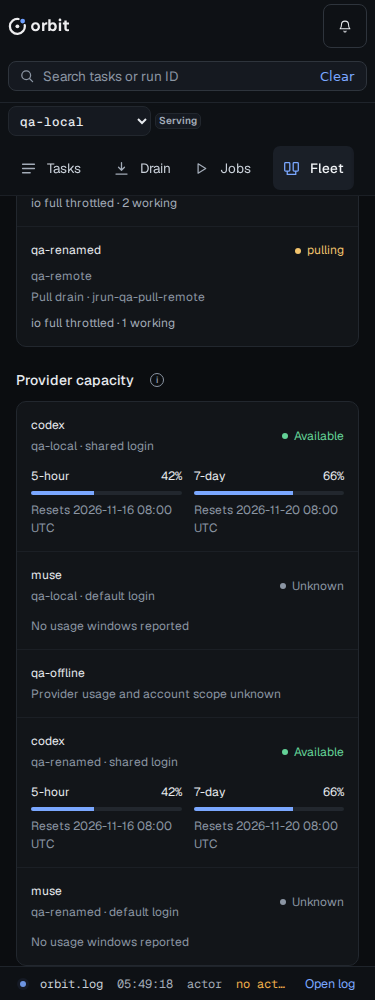 orbit
Search tasks or run ID Clear
qa-local Serving
Tasks Drain Jobs Fleet
io full throttled · 2 working
qa-renamed pulling
qa-remote
Pull drain · jrun-qa-pull-remote
io full throttled · 1 working
Provider capacity
codex
qa-local · shared login Available
5-hour 42% 7-day 66%
Resets 2026-11-16 08:00 UTC Resets 2026-11-20 08:00 UTC
muse
qa-local · default login Unknown
No usage windows reported
qa-offline
Provider usage and account scope unknown
codex
qa-renamed · shared login Available
5-hour 42% 7-day 66%
Resets 2026-11-16 08:00 UTC Resets 2026-11-20 08:00 UTC
muse
qa-renamed · default login Unknown
No usage windows reported
orbit.log 05:49:18 actor no act… Open log